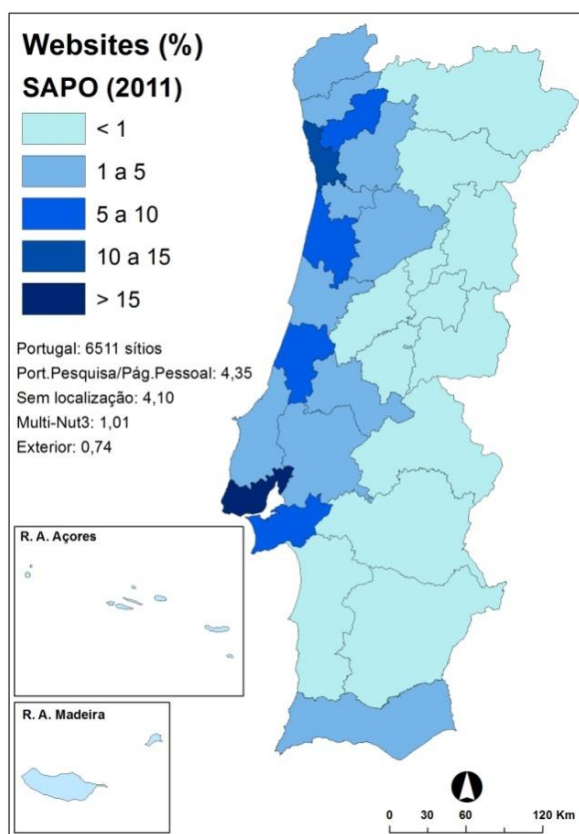 Websites (%)
SAPO (2011)
< 1
1 a 5
5 a 10
10 a 15
> 15
Portugal: 6511 sítios
Port.Pesquisa/Pág.Pessoal: 4,35
Sem localização: 4,10
Multi-Nut3: 1,01
Exterior: 0,74
R. A. Açores
R. A. Madeira
0 30 60 120 Km